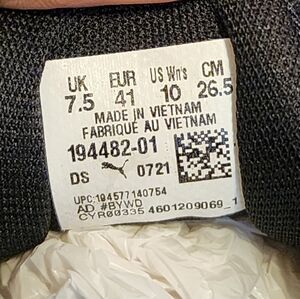 UK EUR US Wn's CM
7.5 41 10 26.5
MADE IN VIETNAM
FABRIQUÉ AU VIETNAM
194482-01
DS 0721
UPC:194577140754
AD #BYWD
CYR00335 4601209069_1